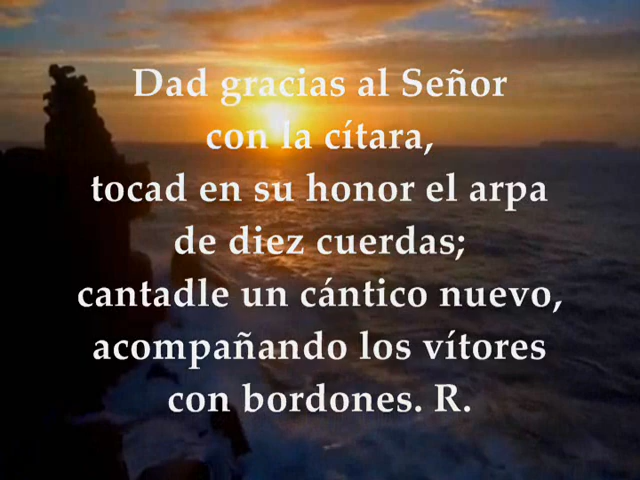 Dad gracias al Señor
con la cítara,
tocad en su honor el arpa
de diez cuerdas;
cantadle un cántico nuevo,
acompañando los vítores
con bordones. R.